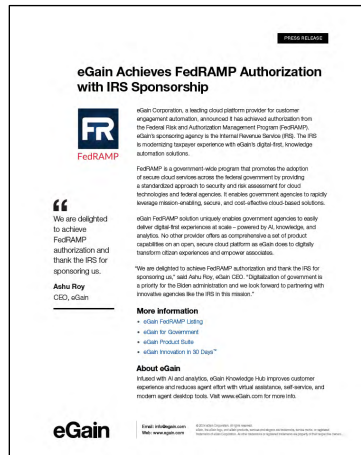 PRESS RELEASE
eGain Achieves FedRAMP Authorization
with IRS Sponsorship
FR
FedRAMP
eGain Corporation, a leading cloud platform provider for customer
engagement automation, announced it has achieved authorization from
the Federal Risk and Authorization Management Program (FedRAMP).
eGain's sponsoring agency is the Internal Revenue Service (IRS). The IRS
is modernizing taxpayer experience with eGain's digital-first, knowledge
automation solutions.
FedRAMP is a government-wide program that promotes the adoption
of secure cloud services across the federal government by providing
a standardized approach to security and risk assessment for cloud
technologies and federal agencies. It enables government agencies to rapidly
leverage mission-enabling, secure, and cost-effective cloud-based solutions.
eGain FedRAMP solution uniquely enables government agencies to easily
deliver digital-first experiences at scale – powered by AI, knowledge, and
analytics. No other provider offers as comprehensive a set of product
capabilities on an open, secure cloud platform as eGain does to digitally
transform citizen experiences and empower associates.
"We are delighted to achieve FedRAMP authorization and thank the IRS for
sponsoring us," said Ashu Roy, eGain CEO. "Digitalization of government is
a priority for the Biden administration and we look forward to partnering with
innovative agencies like the IRS in this mission."
“
We are delighted
to achieve
FedRAMP
authorization and
thank the IRS for
sponsoring us.
Ashu Roy
CEO, eGain
More information
• eGain FedRAMP Listing
• eGain for Government
• eGain Product Suite
• eGain Innovation in 30 Days™
About eGain
Infused with AI and analytics, eGain Knowledge Hub improves customer
experience and reduces agent effort with virtual assistance, self-service, and
modern agent desktop tools. Visit www.eGain.com for more info.
eGain
Email: info@egain.com
Web: www.egain.com